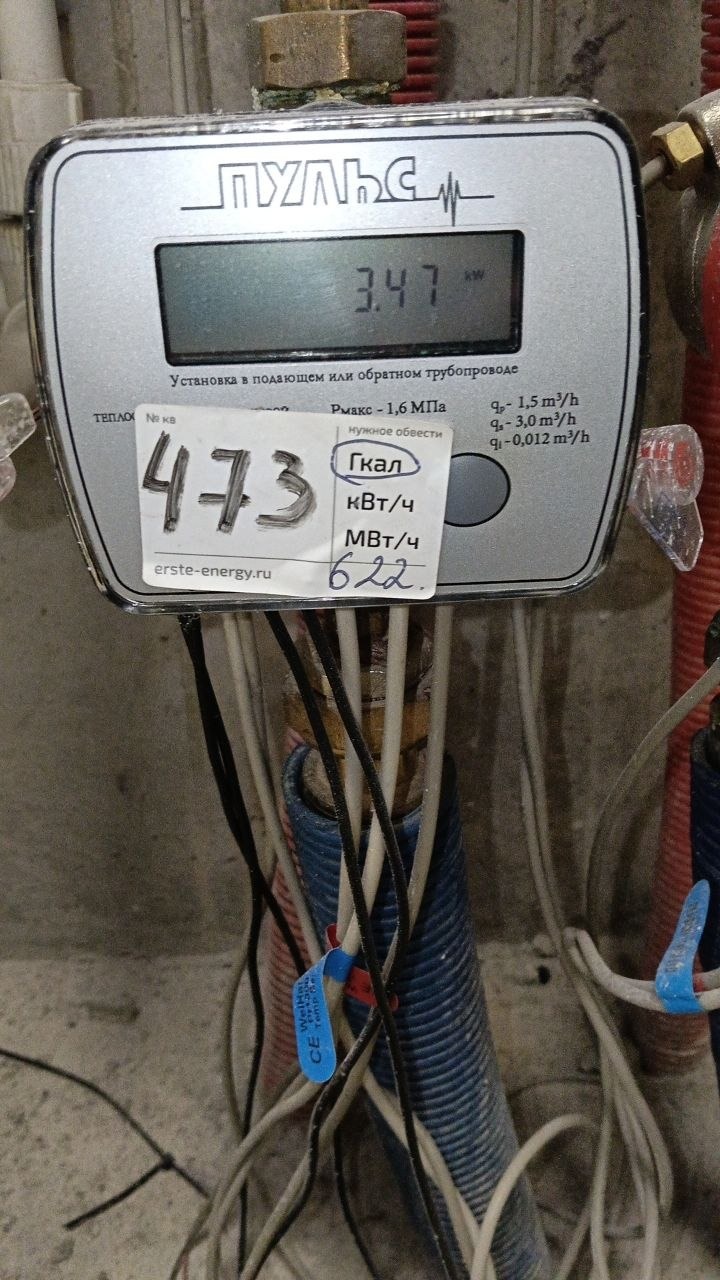 ПУЛЬС
3.47 kW
Установка в подающем или обратном трубопроводе
Рмакс - 1,6 МПа
qp- 1,5 m³/h
qs- 3,0 m³/h
qi-0,012 m³/h
№ кв
473
нужное обвести
Гкал
кВт/ч
МВт/ч
erste-energy.ru
622.
CE